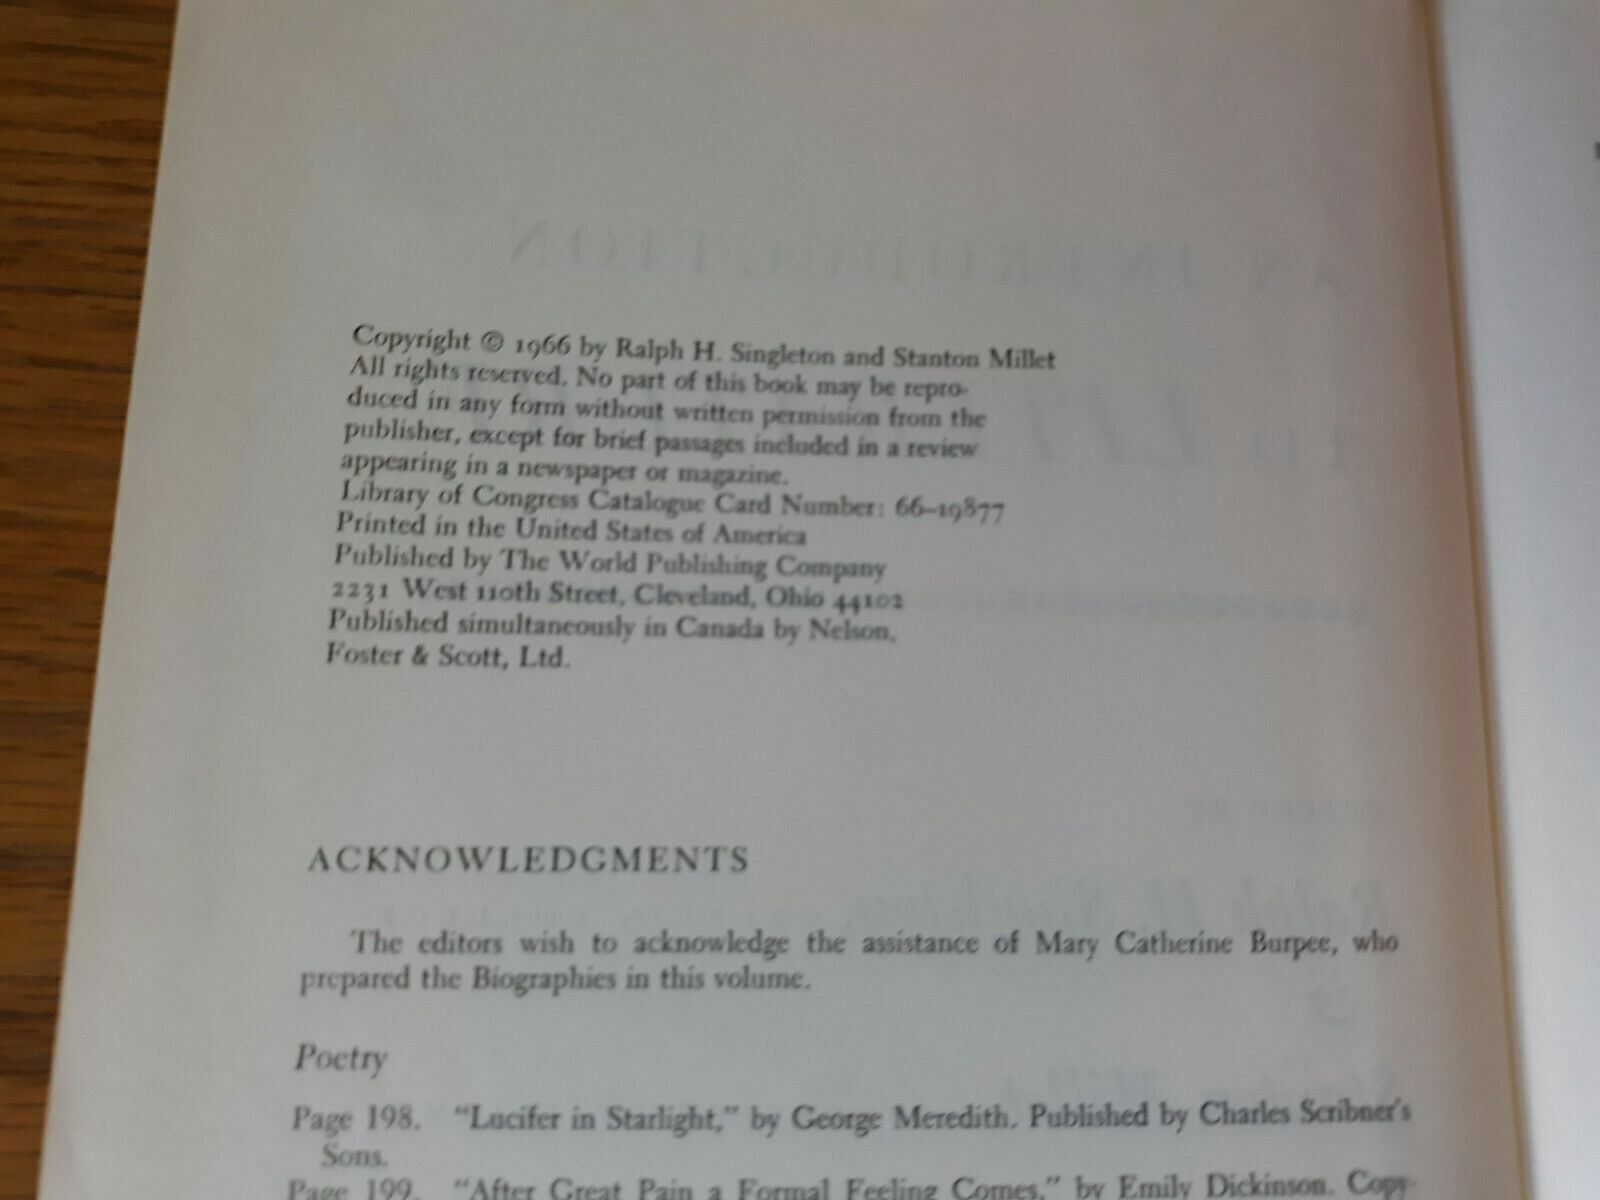 Copyright © 1966 by Ralph H. Singleton and Stanton Millet
All rights reserved. No part of this book may be repro-
duced in any form without written permission from the
publisher, except for brief passages included in a review
appearing in a newspaper or magazine.
Library of Congress Catalogue Card Number: 66–19877
Printed in the United States of America
Published by The World Publishing Company
2231 West 110th Street, Cleveland, Ohio 44102
Published simultaneously in Canada by Nelson,
Foster & Scott, Ltd.
ACKNOWLEDGMENTS
The editors wish to acknowledge the assistance of Mary Catherine Burpee, who
prepared the Biographies in this volume.
Poetry
Page 198. "Lucifer in Starlight," by George Meredith. Published by Charles Scribner's
Sons.
Page 199. "After Great Pain a Formal Feeling Comes," by Emily Dickinson. Copy-